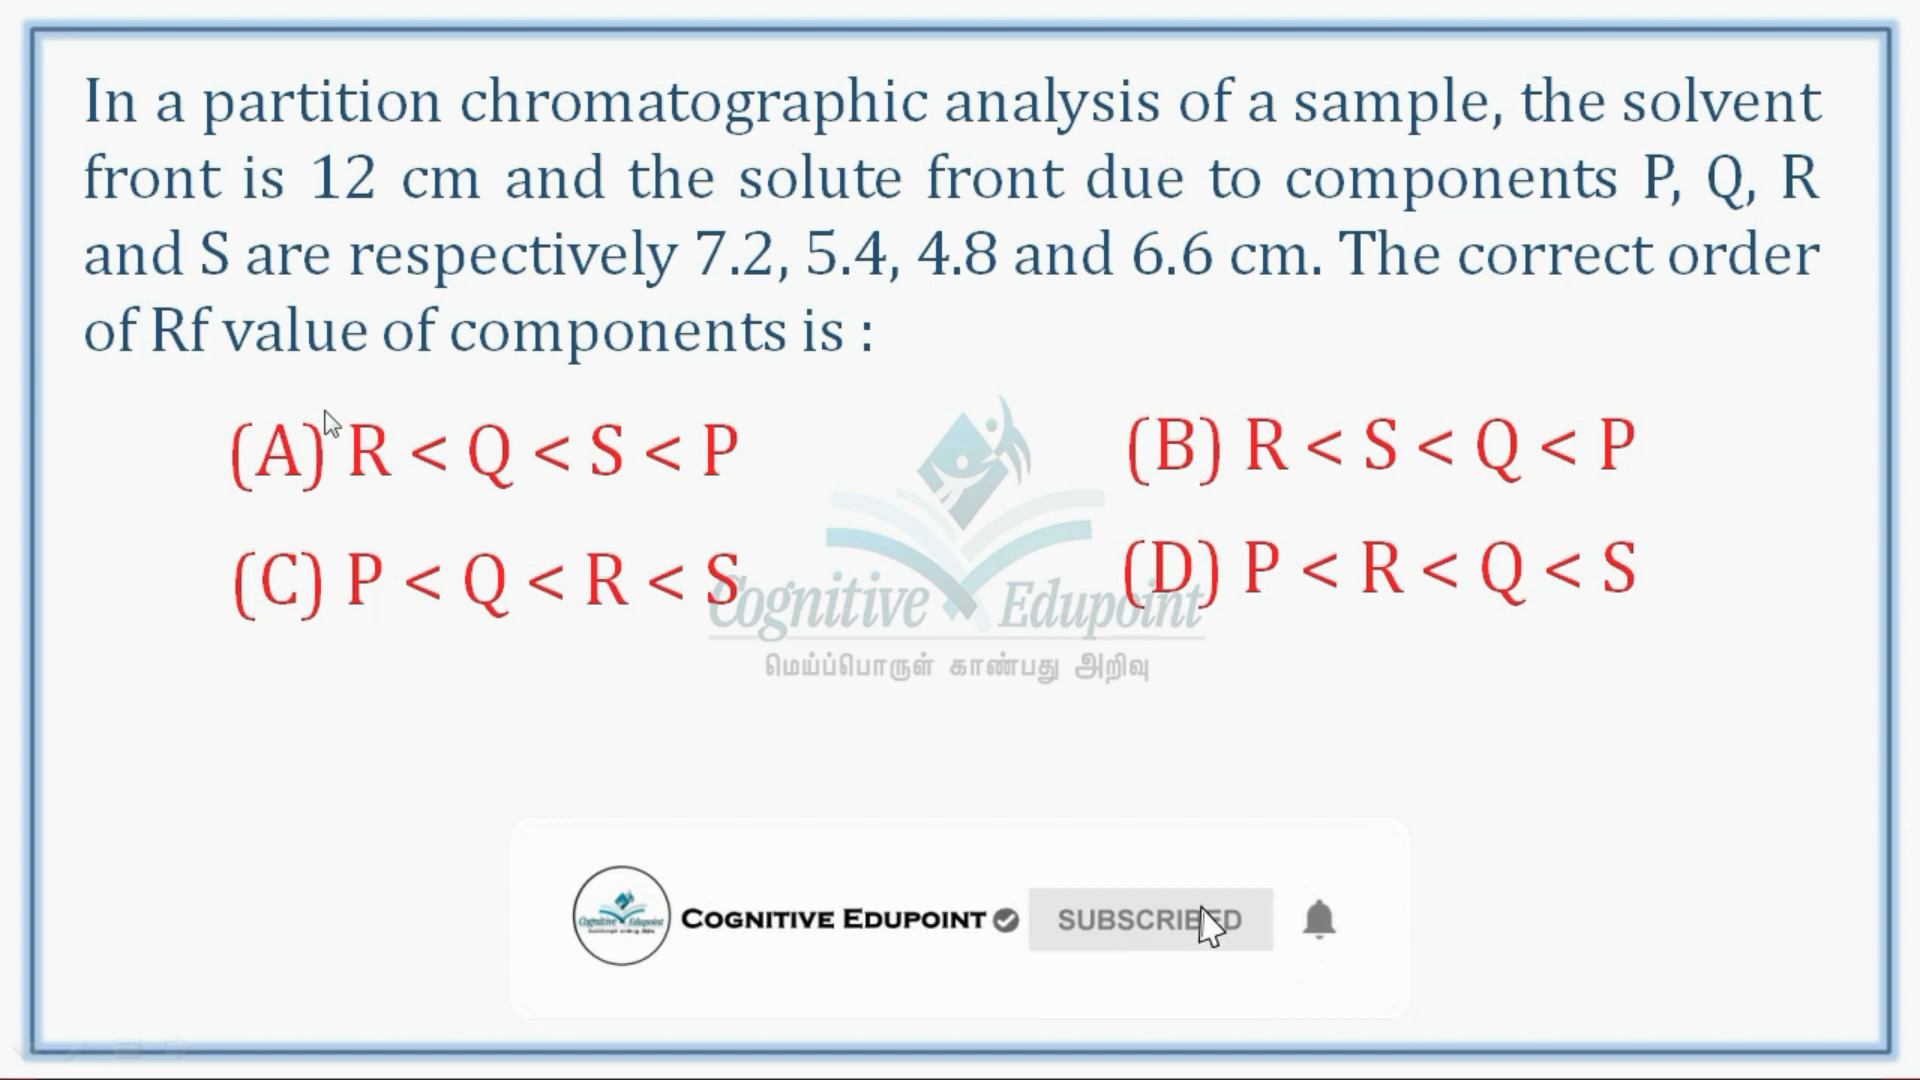 In a partition chromatographic analysis of a sample, the solvent
front is 12 cm and the solute front due to components P, Q, R
and S are respectively 7.2, 5.4, 4.8 and 6.6 cm. The correct order
of Rf value of components is :
(A) R < Q < S < P
(B) R < S < Q < P
(C) P < Q < R < S
(D) P < R < Q < S
Cognitive Edupoint
மெய்ப்பொருள் காண்பது அறிவு
Cognitive Edupoint
COGNITIVE EDUPOINT
SUBSCRIBED